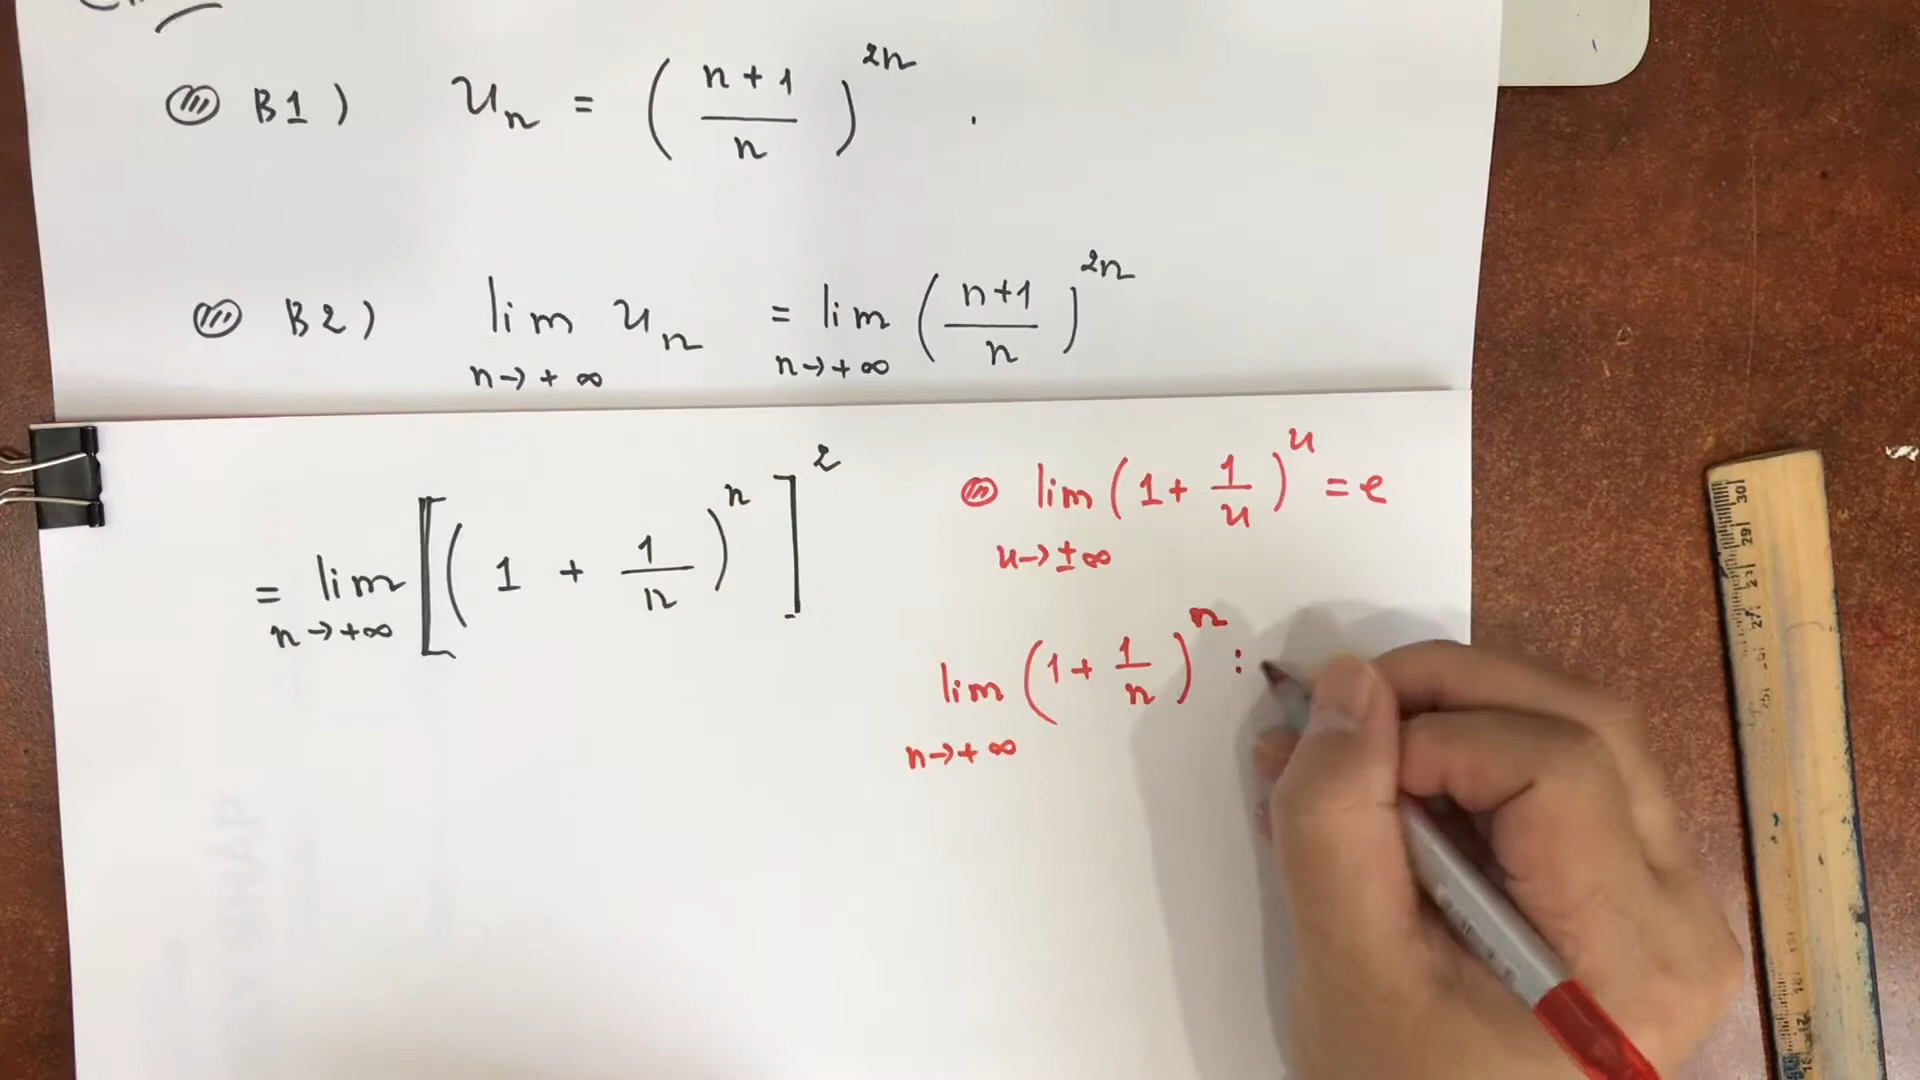 B1) u_n = ( (n+1)/n )^{2n} .
B2) lim_{n→+∞} u_n = lim_{n→+∞} ( (n+1)/n )^{2n}
= lim_{n→+∞} [ ( 1 + 1/n )^n ]^2
lim_{u→±∞} ( 1 + 1/u )^u = e
lim_{n→+∞} ( 1 + 1/n )^n :